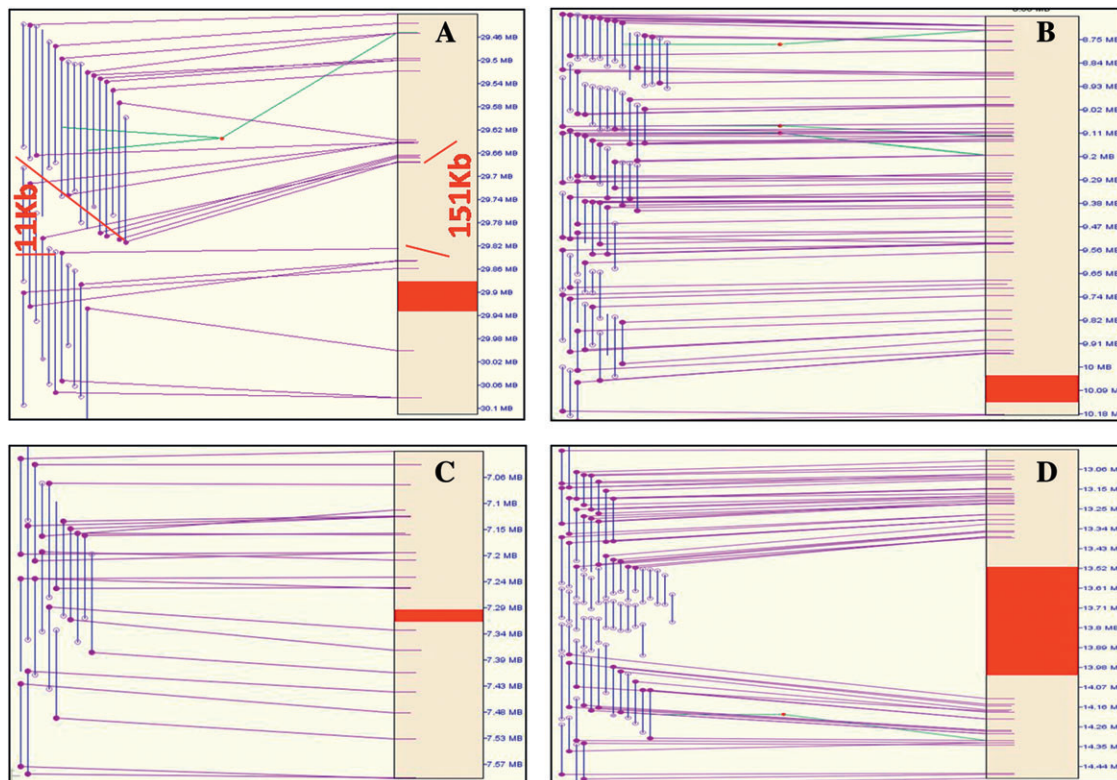 A
29.46 MB
29.5 MB
29.54 MB
29.58 MB
29.62 MB
29.66 MB
29.7 MB
29.74 MB
29.78 MB
29.82 MB
29.86 MB
29.9 MB
29.94 MB
29.98 MB
30.02 MB
30.06 MB
30.1 MB
11Kb
151Kb
B
8.75 MB
8.84 MB
8.93 MB
9.02 MB
9.11 MB
9.2 MB
9.29 MB
9.38 MB
9.47 MB
9.56 MB
9.65 MB
9.74 MB
9.82 MB
9.91 MB
10 MB
10.09 MB
10.18 MB
C
7.06 MB
7.1 MB
7.15 MB
7.2 MB
7.24 MB
7.29 MB
7.34 MB
7.39 MB
7.43 MB
7.48 MB
7.53 MB
7.57 MB
D
13.06 MB
13.15 MB
13.25 MB
13.34 MB
13.43 MB
13.52 MB
13.61 MB
13.71 MB
13.8 MB
13.89 MB
13.98 MB
14.07 MB
14.16 MB
14.26 MB
14.35 MB
14.44 MB